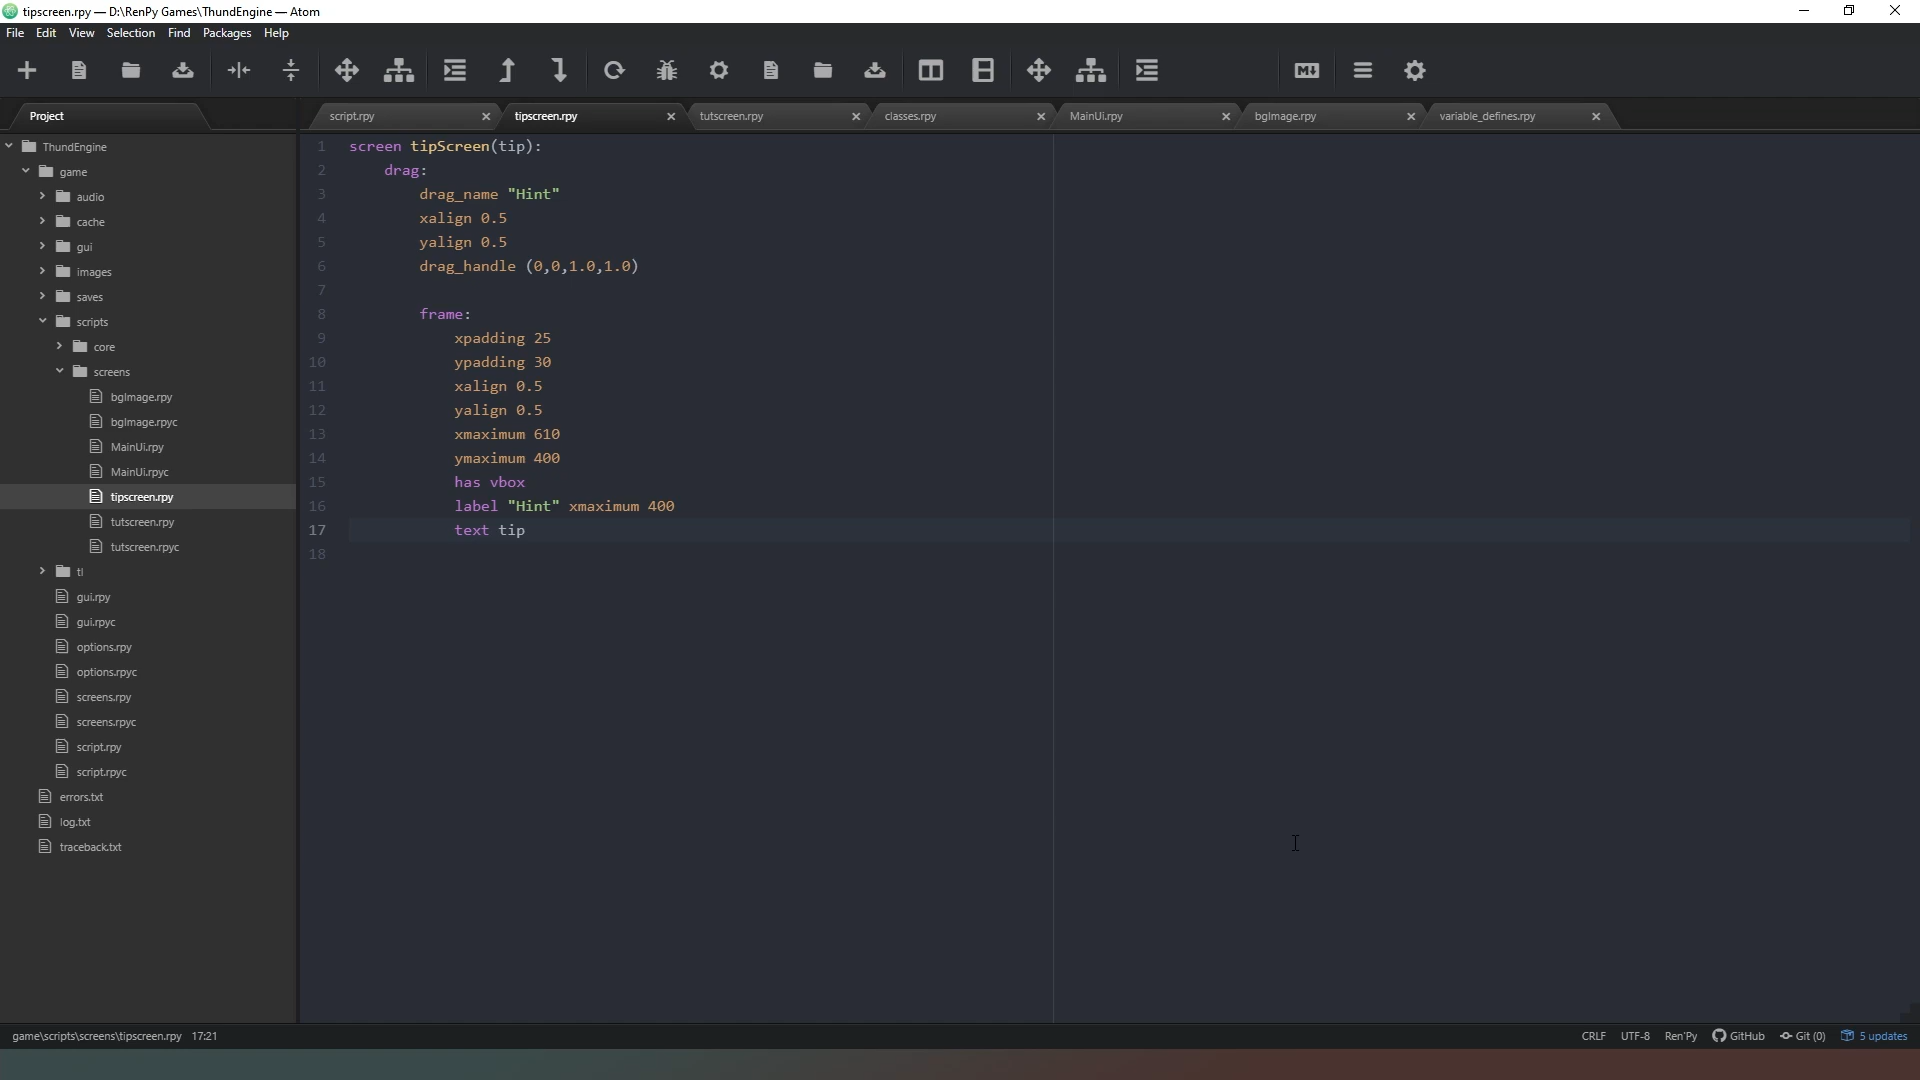 tipscreen.rpy — D:\RenPy Games\ThundEngine — Atom
File Edit View Selection Find Packages Help
M↓
Project
script.rpy tipscreen.rpy tutscreen.rpy classes.rpy MainUi.rpy bgImage.rpy variable_defines.rpy
ThundEngine
game
audio
cache
gui
images
saves
scripts
core
screens
bgImage.rpy
bgImage.rpyc
MainUi.rpy
MainUi.rpyc
tipscreen.rpy
tutscreen.rpy
tutscreen.rpyc
tl
gui.rpy
gui.rpyc
options.rpy
options.rpyc
screens.rpy
screens.rpyc
script.rpy
script.rpyc
errors.txt
log.txt
traceback.txt
1 screen tipScreen(tip):
2 drag:
3 drag_name "Hint"
4 xalign 0.5
5 yalign 0.5
6 drag_handle (0,0,1.0,1.0)
7
8 frame:
9 xpadding 25
10 ypadding 30
11 xalign 0.5
12 yalign 0.5
13 xmaximum 610
14 ymaximum 400
15 has vbox
16 label "Hint" xmaximum 400
17 text tip
18
game\scripts\screens\tipscreen.rpy 17:21
CRLF UTF-8 Ren'Py GitHub Git (0) 5 updates